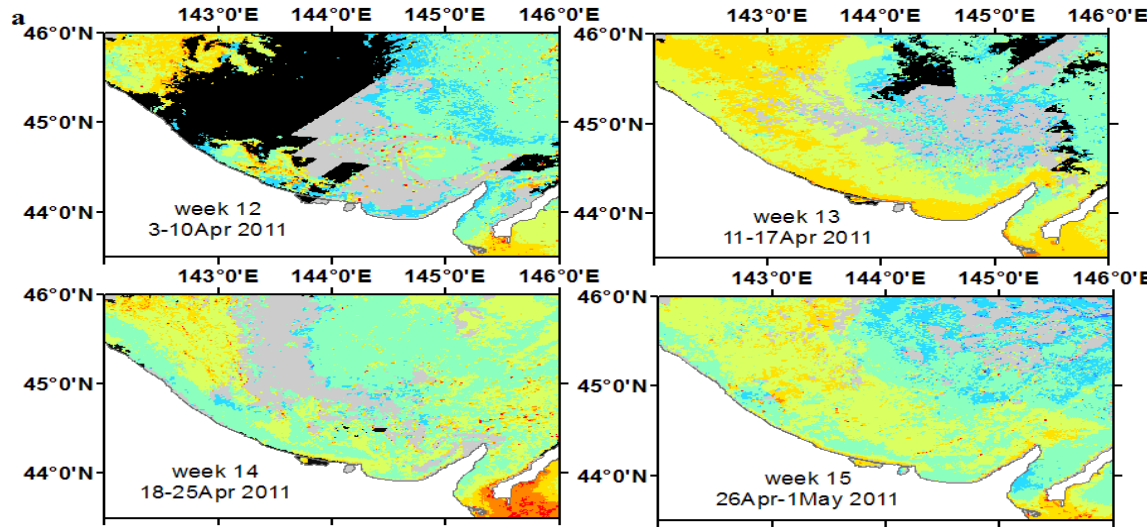 a
143°0'E 144°0'E 145°0'E 146°0'E 143°0'E 144°0'E 145°0'E 146°0'E
46°0'N 46°0'N
45°0'N 45°0'N
44°0'N 44°0'N
week 12
3-10Apr 2011
week 13
11-17Apr 2011
143°0'E 144°0'E 145°0'E 146°0'E 143°0'E 144°0'E 145°0'E 146°0'E
46°0'N 46°0'N
45°0'N 45°0'N
44°0'N 44°0'N
week 14
18-25Apr 2011
week 15
26Apr-1May 2011